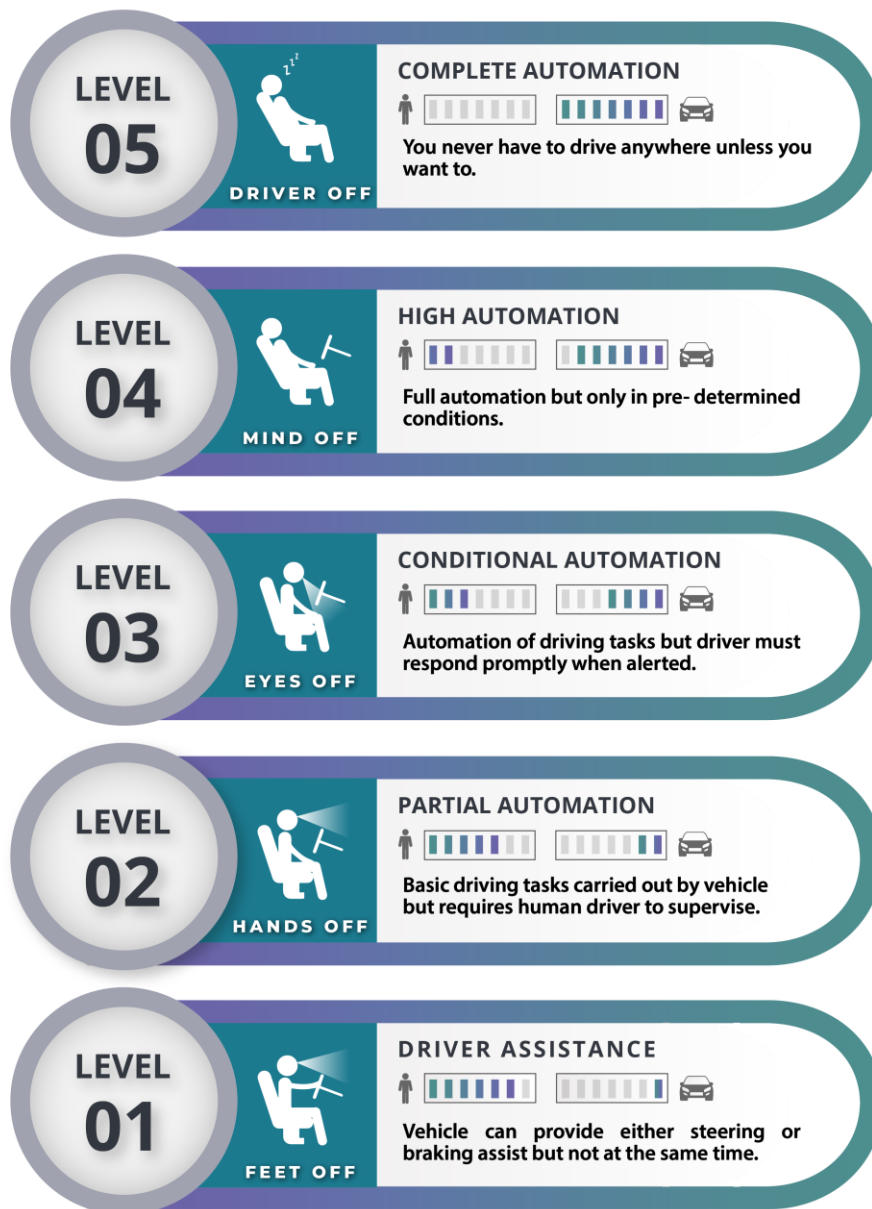 LEVEL
05
zzz
DRIVER OFF
COMPLETE AUTOMATION
You never have to drive anywhere unless you
want to.
LEVEL
04
MIND OFF
HIGH AUTOMATION
Full automation but only in pre- determined
conditions.
LEVEL
03
EYES OFF
CONDITIONAL AUTOMATION
Automation of driving tasks but driver must
respond promptly when alerted.
LEVEL
02
HANDS OFF
PARTIAL AUTOMATION
Basic driving tasks carried out by vehicle
but requires human driver to supervise.
LEVEL
01
FEET OFF
DRIVER ASSISTANCE
Vehicle can provide either steering or
braking assist but not at the same time.